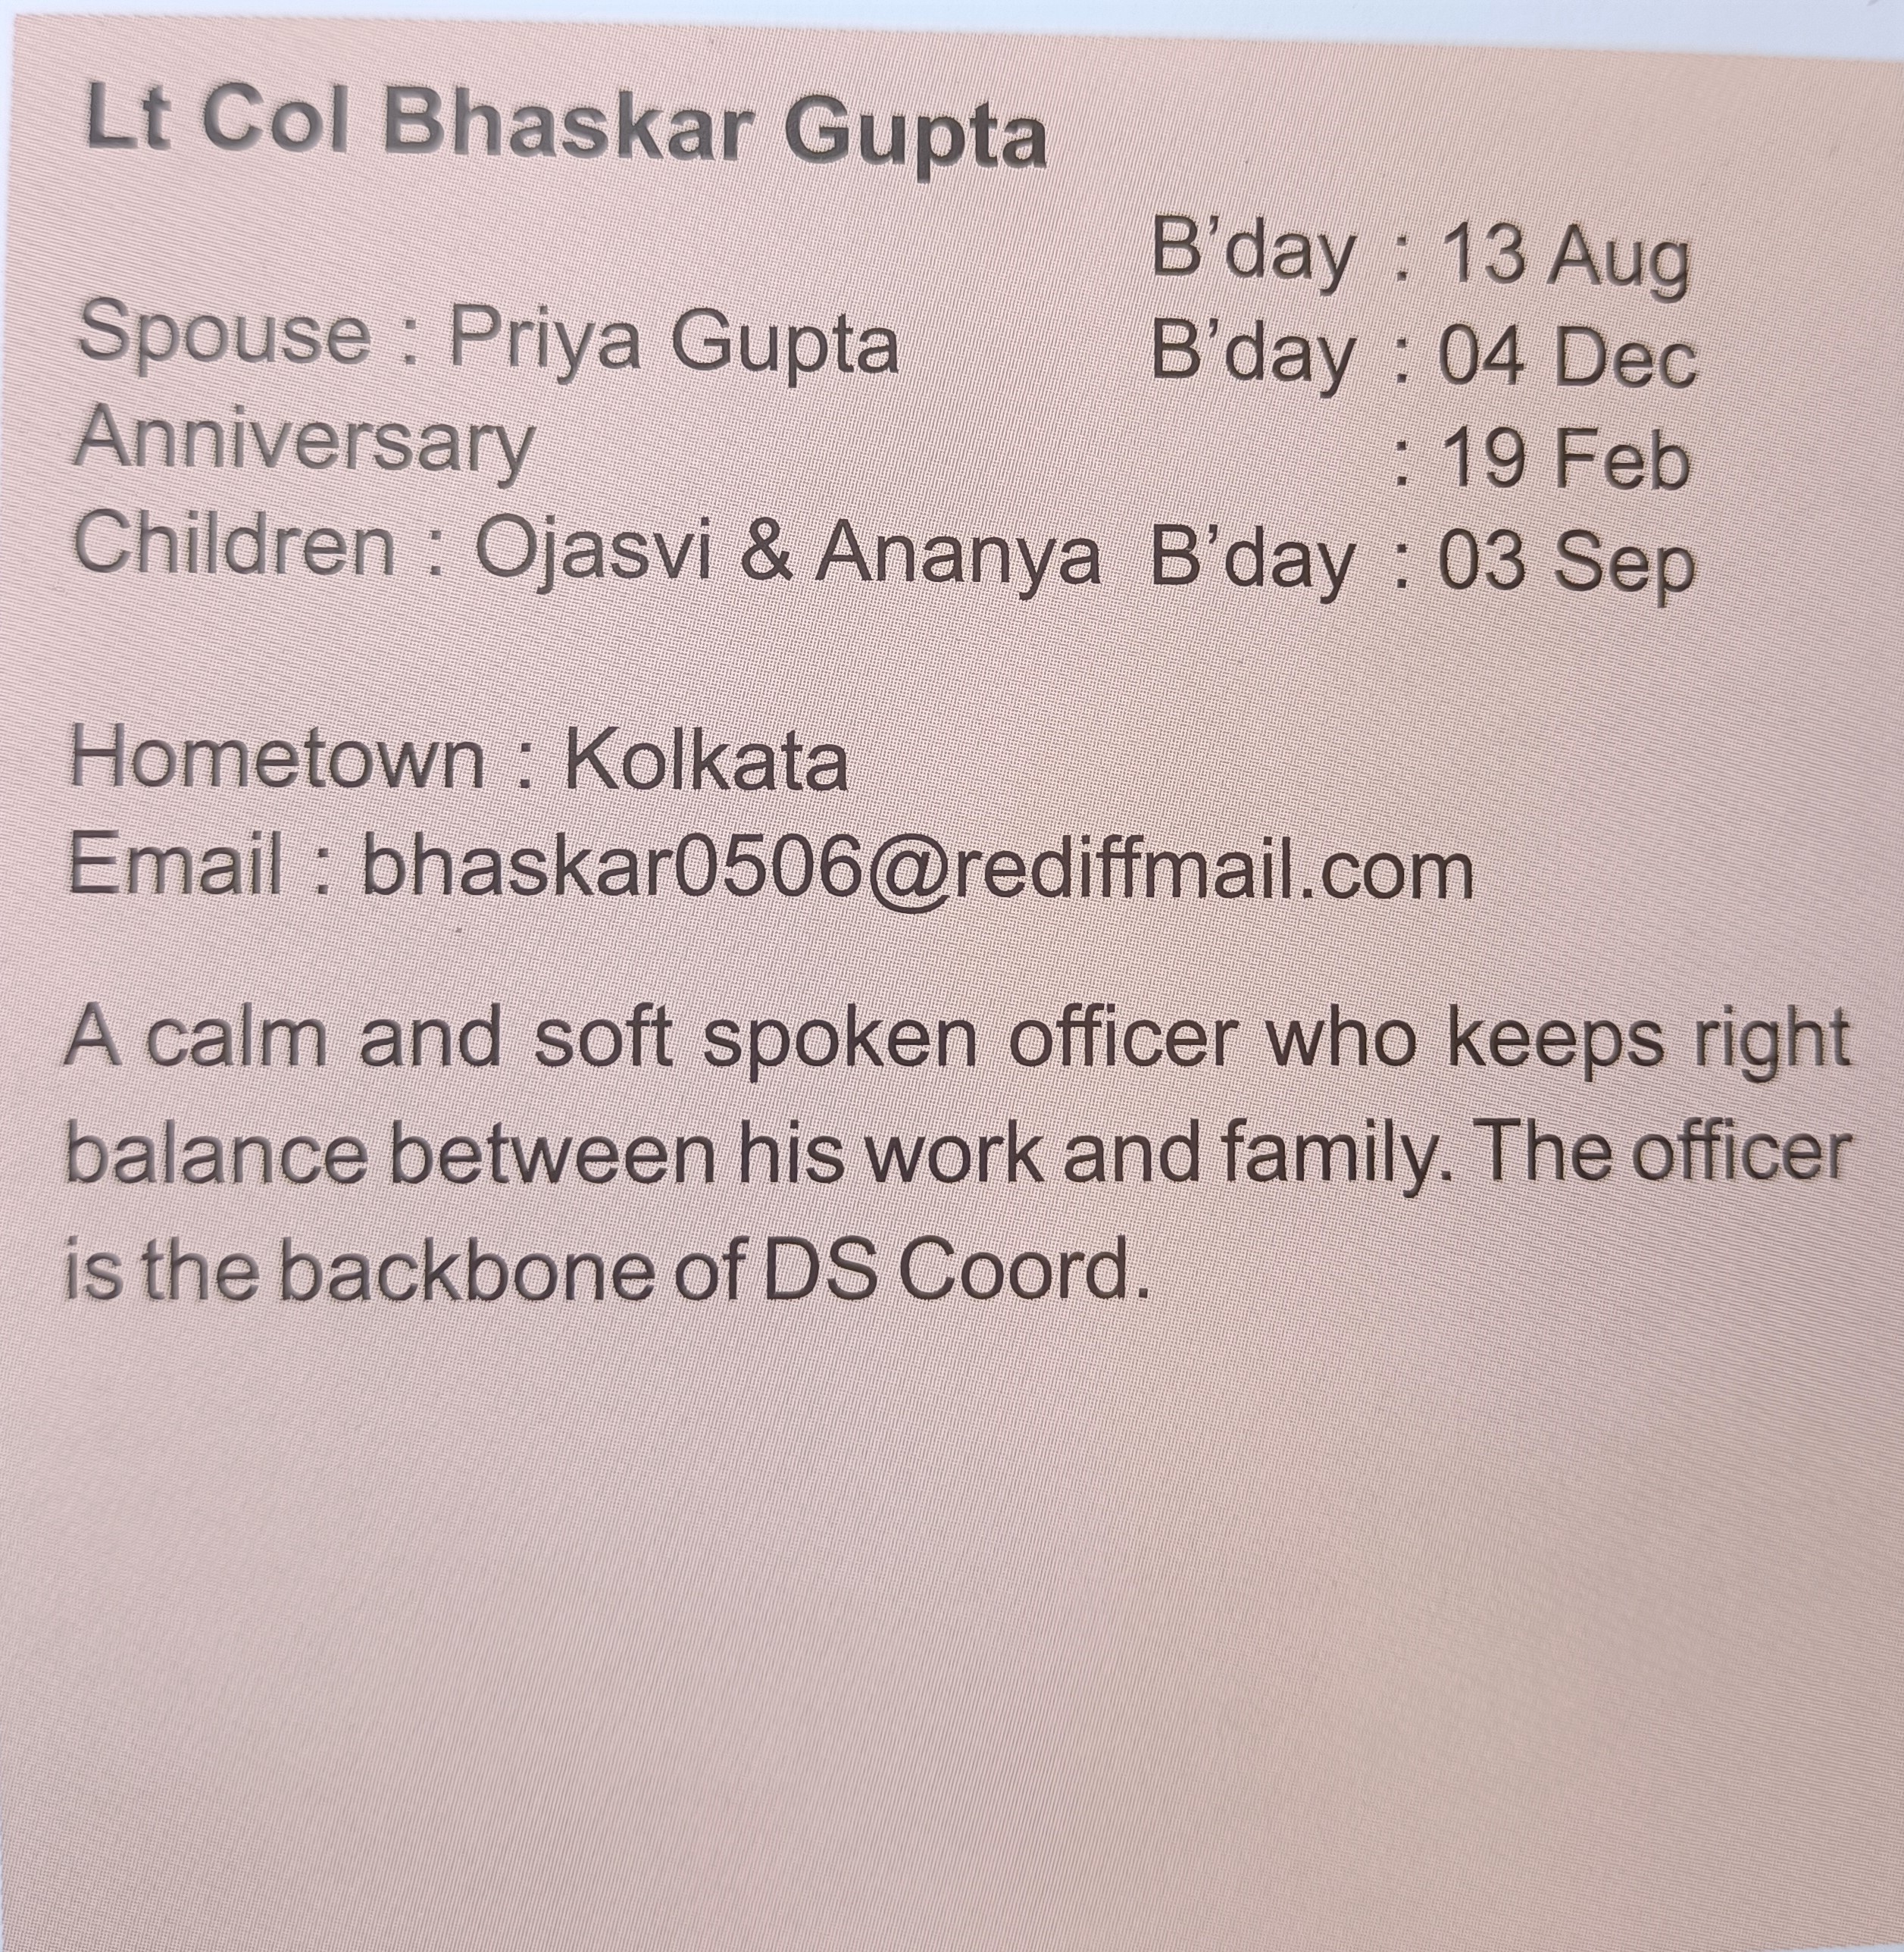 Lt Col Bhaskar Gupta
B’day : 13 Aug
Spouse : Priya Gupta B’day : 04 Dec
Anniversary : 19 Feb
Children : Ojasvi & Ananya B’day : 03 Sep
Hometown : Kolkata
Email : bhaskar0506@rediffmail.com
A calm and soft spoken officer who keeps right
balance between his work and family. The officer
is the backbone of DS Coord.